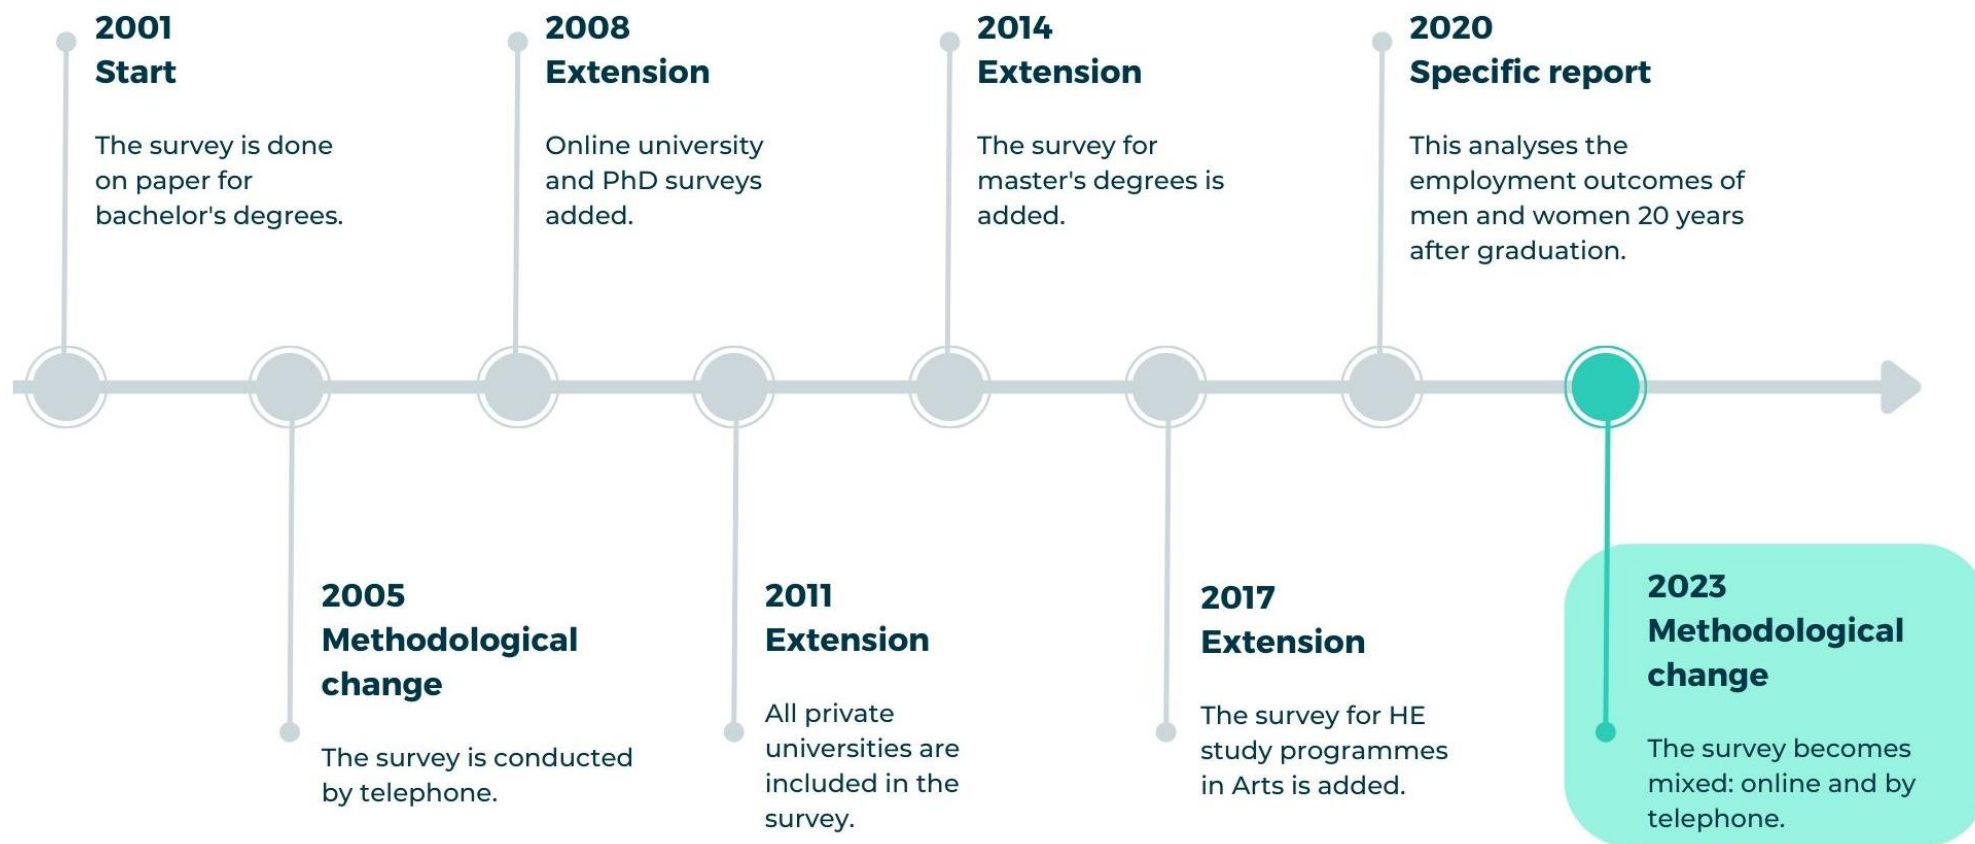 2001
Start
The survey is done
on paper for
bachelor's degrees.
2008
Extension
Online university
and PhD surveys
added.
2014
Extension
The survey for
master's degrees is
added.
2020
Specific report
This analyses the
employment outcomes of
men and women 20 years
after graduation.
2005
Methodological
change
The survey is conducted
by telephone.
2011
Extension
All private
universities are
included in the
survey.
2017
Extension
The survey for HE
study programmes
in Arts is added.
2023
Methodological
change
The survey becomes
mixed: online and by
telephone.